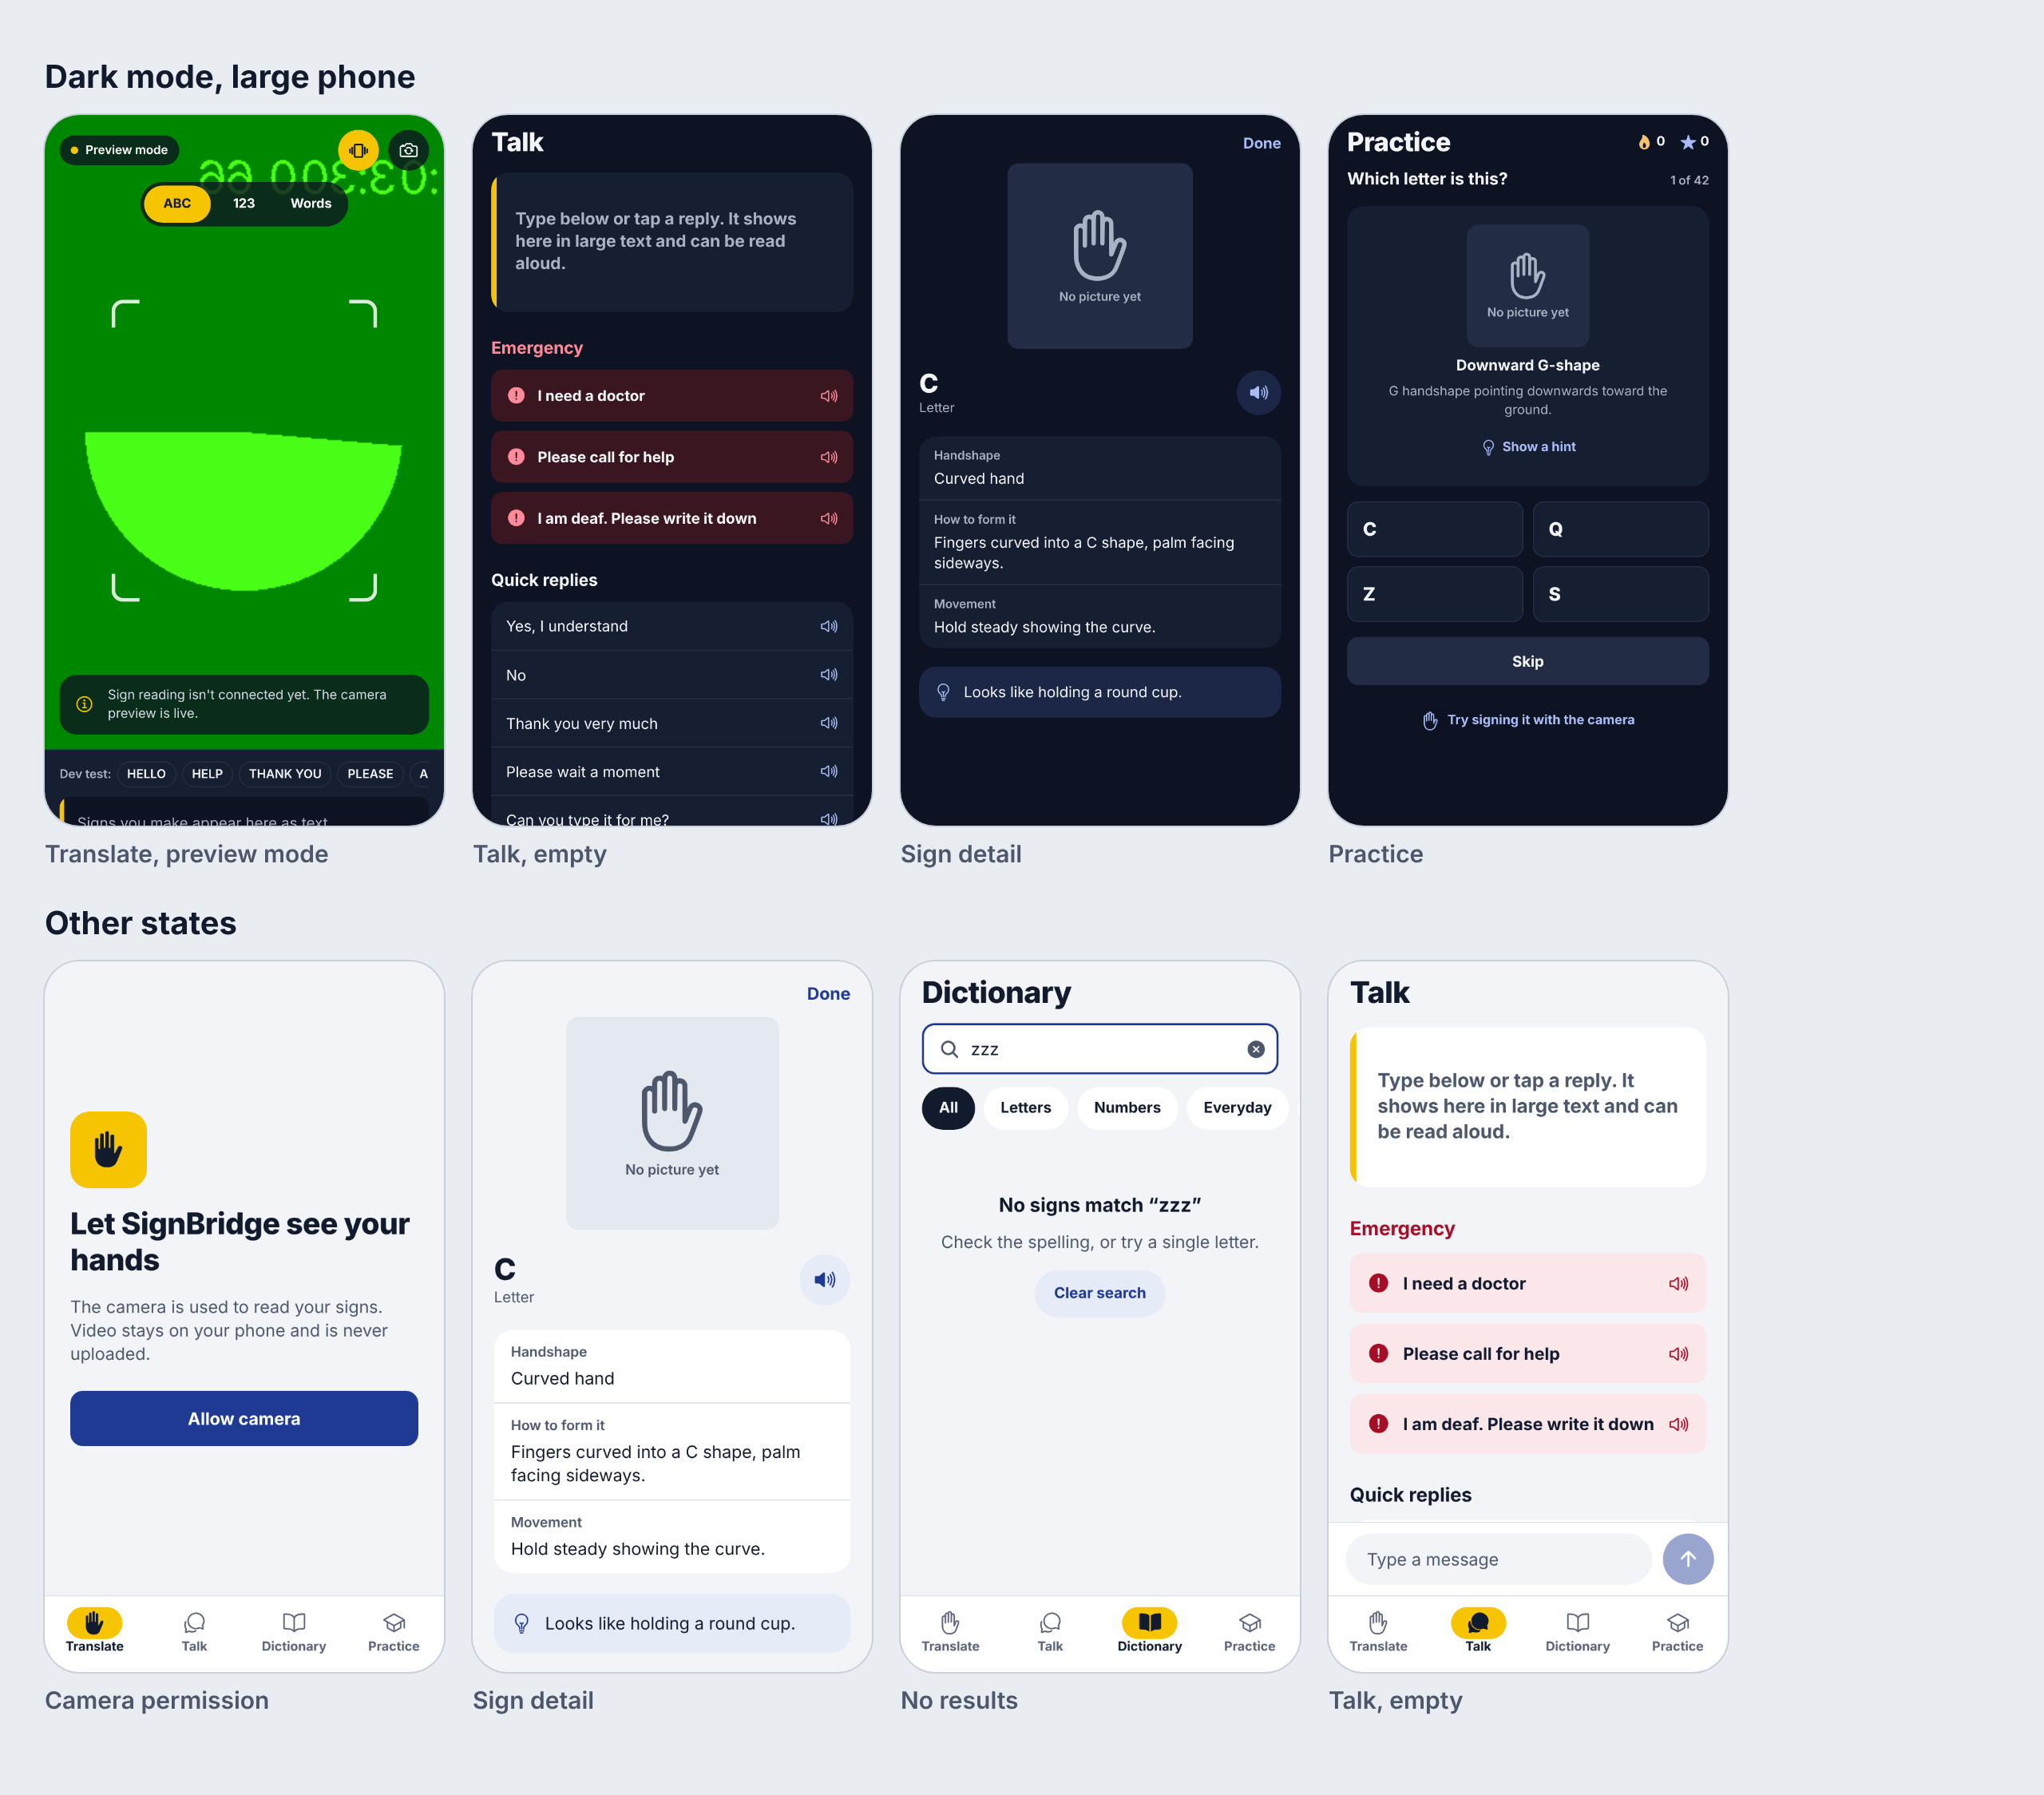 Dark mode, large phone
Preview mode
ABC
123
Words
Sign reading isn't connected yet. The camera
preview is live.
Dev test:
HELLO
HELP
THANK YOU
PLEASE
A
Signs you make appear here as text
Translate, preview mode
Talk
Type below or tap a reply. It shows
here in large text and can be read
aloud.
Emergency
I need a doctor
Please call for help
I am deaf. Please write it down
Quick replies
Yes, I understand
No
Thank you very much
Please wait a moment
Can you type it for me?
Talk, empty
Done
No picture yet
C
Letter
Handshape
Curved hand
How to form it
Fingers curved into a C shape, palm facing
sideways.
Movement
Hold steady showing the curve.
Looks like holding a round cup.
Sign detail
Practice
0
0
Which letter is this?
1 of 42
No picture yet
Downward G-shape
G handshape pointing downwards toward the
ground.
Show a hint
C
Q
Z
S
Skip
Try signing it with the camera
Practice
Other states
Let SignBridge see your
hands
The camera is used to read your signs.
Video stays on your phone and is never
uploaded.
Allow camera
Translate
Talk
Dictionary
Practice
Camera permission
Done
No picture yet
C
Letter
Handshape
Curved hand
How to form it
Fingers curved into a C shape, palm
facing sideways.
Movement
Hold steady showing the curve.
Looks like holding a round cup.
Sign detail
Dictionary
zzz
All
Letters
Numbers
Everyday
No signs match “zzz”
Check the spelling, or try a single letter.
Clear search
Translate
Talk
Dictionary
Practice
No results
Talk
Type below or tap a reply. It
shows here in large text and can
be read aloud.
Emergency
I need a doctor
Please call for help
I am deaf. Please write it down
Quick replies
Type a message
Translate
Talk
Dictionary
Practice
Talk, empty